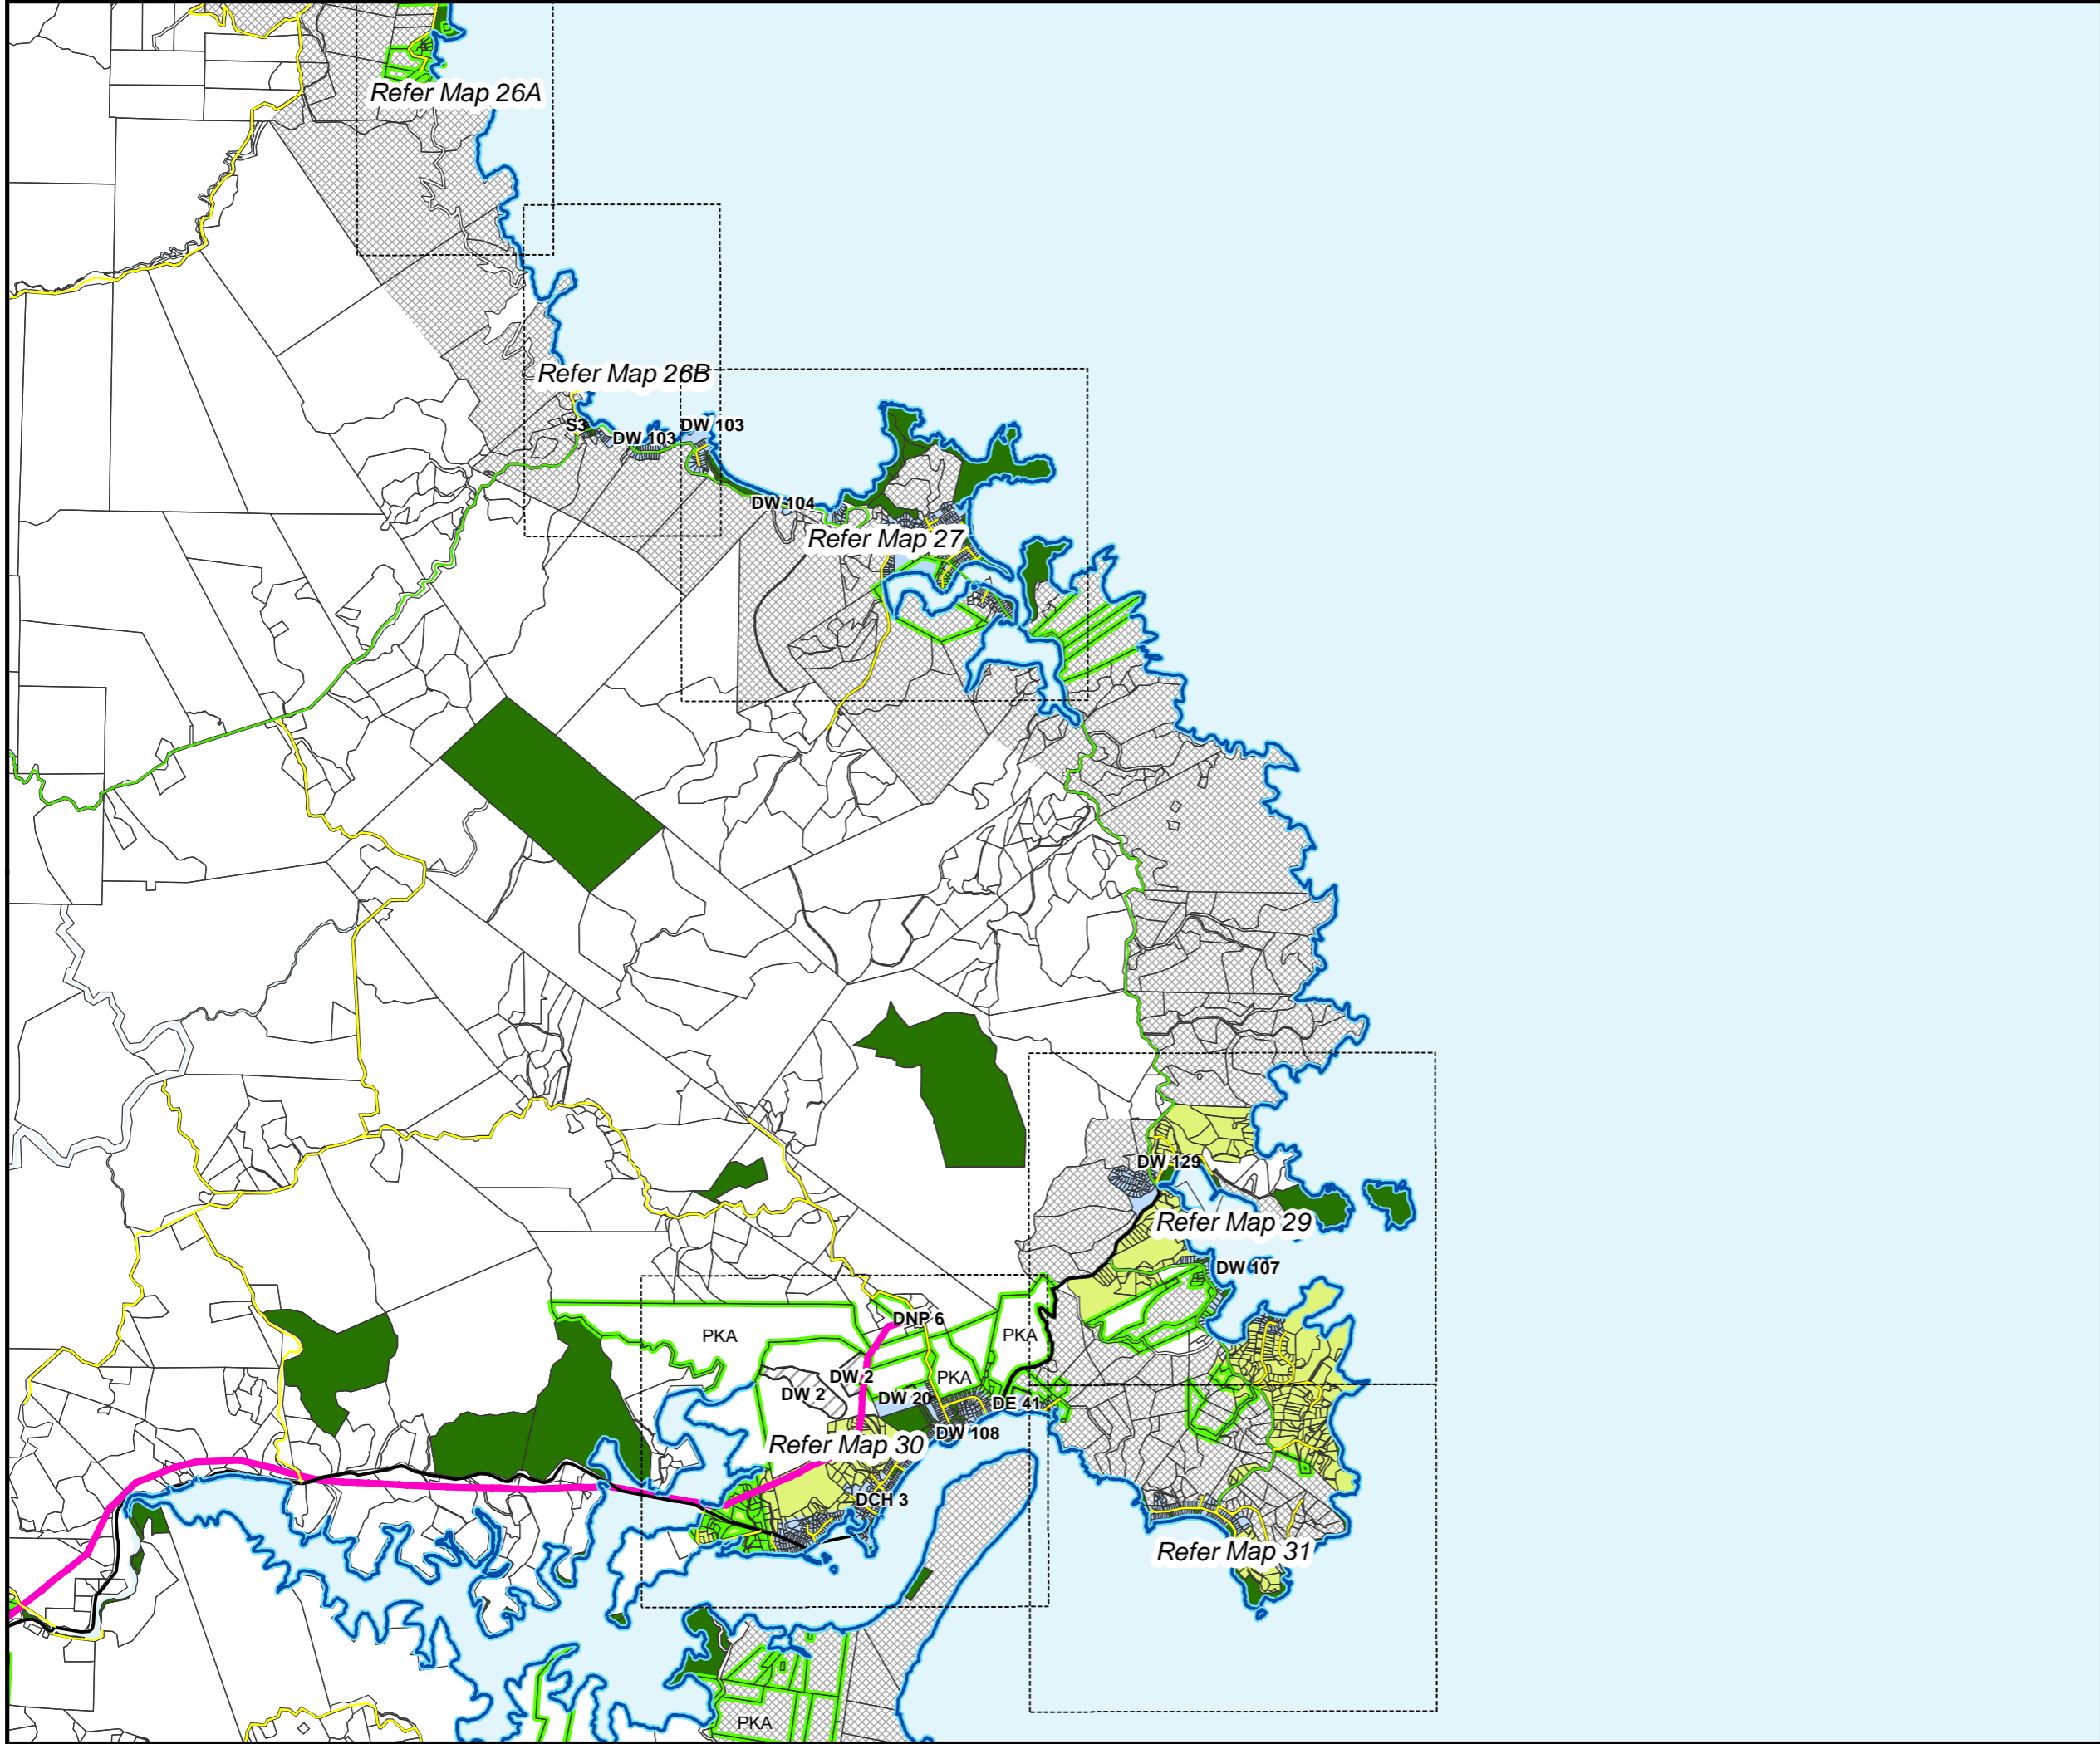 Refer Map 26A
Refer Map 26B
S3
DW 103
DW 103
DW 104
Refer Map 27
DW 129
Refer Map 29
DW 107
DNP 6
PKA
PKA
DW 2
PKA
DW 2
DW 20
DE 41
DW 108
Refer Map 30
DCH 3
Refer Map 31
PKA